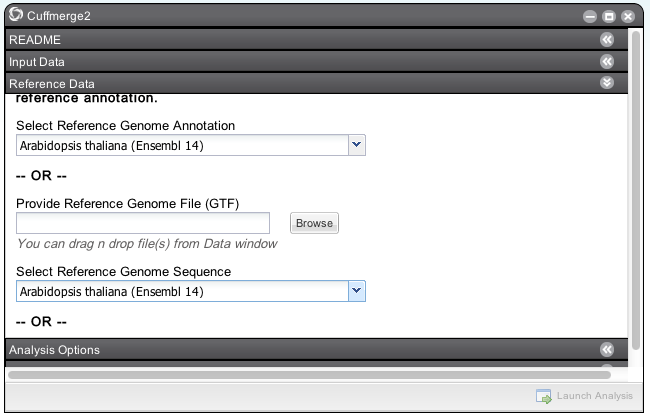 Cuffmerge2
README
Input Data
Reference Data
reference annotation.
Select Reference Genome Annotation
Arabidopsis thaliana (Ensembl 14)
-- OR --
Provide Reference Genome File (GTF)
Browse
You can drag n drop file(s) from Data window
Select Reference Genome Sequence
Arabidopsis thaliana (Ensembl 14)
-- OR --
Analysis Options
Launch Analysis